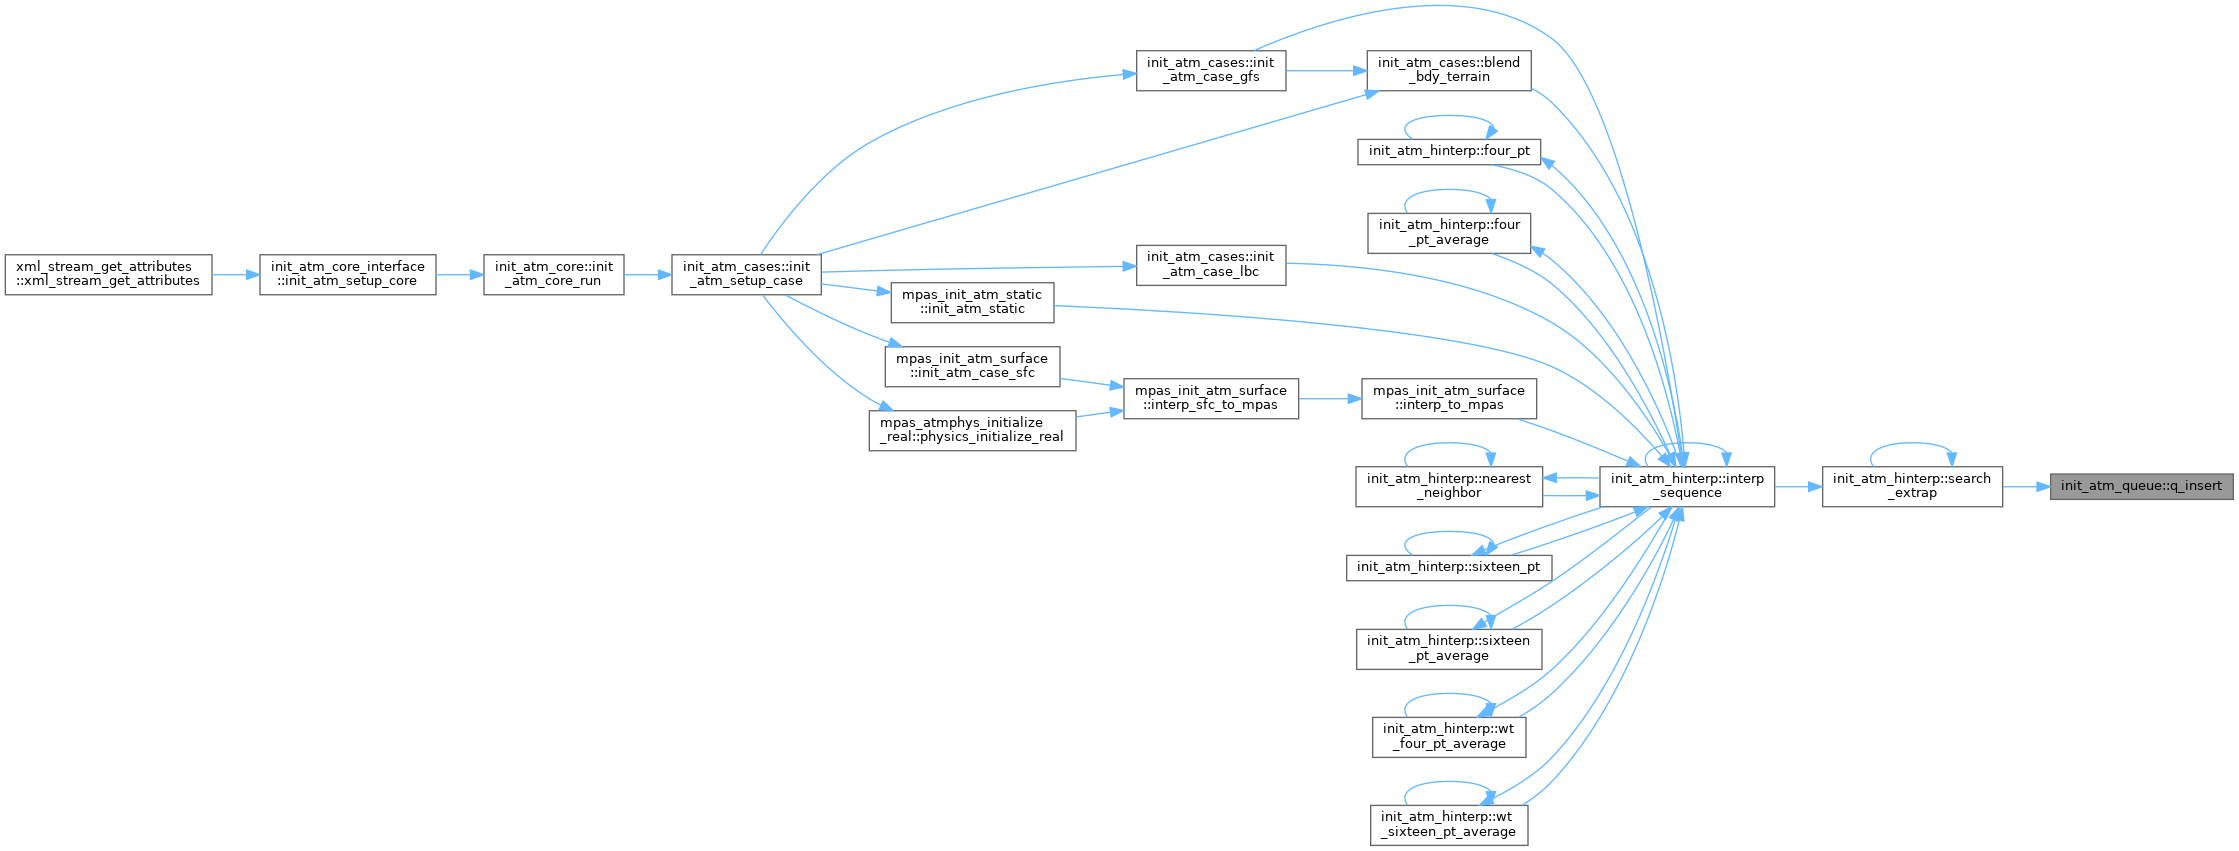 xml_stream_get_attributes
::xml_stream_get_attributes
init_atm_core_interface
::init_atm_setup_core
init_atm_core::init
_atm_core_run
init_atm_cases::init
_atm_setup_case
init_atm_cases::init
_atm_case_gfs
init_atm_cases::blend
_bdy_terrain
init_atm_hinterp::four_pt
init_atm_hinterp::four
_pt_average
init_atm_cases::init
_atm_case_lbc
mpas_init_atm_static
::init_atm_static
mpas_init_atm_surface
::init_atm_case_sfc
mpas_atmphys_initialize
_real::physics_initialize_real
mpas_init_atm_surface
::interp_sfc_to_mpas
mpas_init_atm_surface
::interp_to_mpas
init_atm_hinterp::nearest
_neighbor
init_atm_hinterp::interp
_sequence
init_atm_hinterp::search
_extrap
init_atm_queue::q_insert
init_atm_hinterp::sixteen_pt
init_atm_hinterp::sixteen
_pt_average
init_atm_hinterp::wt
_four_pt_average
init_atm_hinterp::wt
_sixteen_pt_average